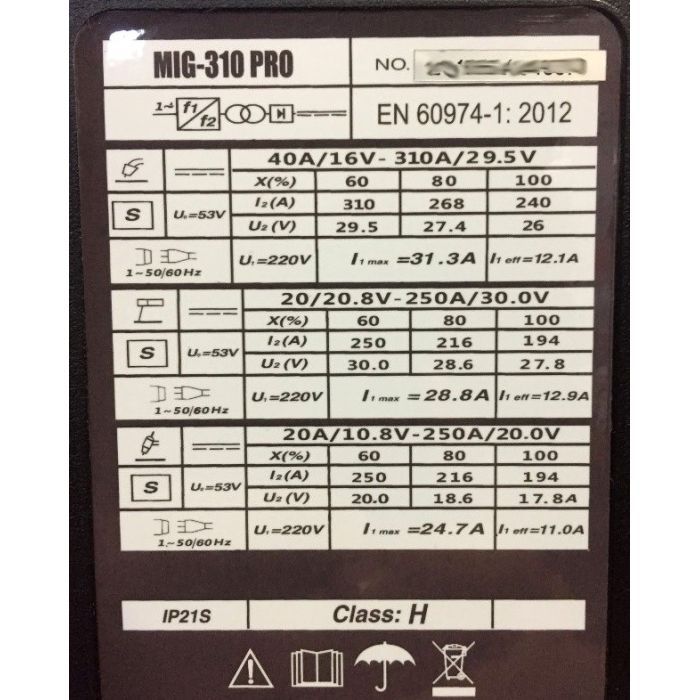 MIG-310 PRO NO.
1~ f1 f2 EN 60974-1: 2012
40A/16V- 310A/29.5V
X(%) 60 80 100
S U₀=53V I2(A) 310 268 240
U2 (V) 29.5 27.4 26
1~50/60Hz U1=220V I1 max =31.3A I1 eff=12.1A
20/20.8V-250A/30.0V
X(%) 60 80 100
S U₀=53V I2(A) 250 216 194
U2 (V) 30.0 28.6 27.8
1~50/60Hz U1=220V I1 max =28.8A I1 eff=12.9A
20A/10.8V-250A/20.0V
X(%) 60 80 100
S U₀=53V I2(A) 250 216 194
U2 (V) 20.0 18.6 17.8A
1~50/60Hz U1=220V I1 max =24.7A I1 eff=11.0A
IP21S Class: H